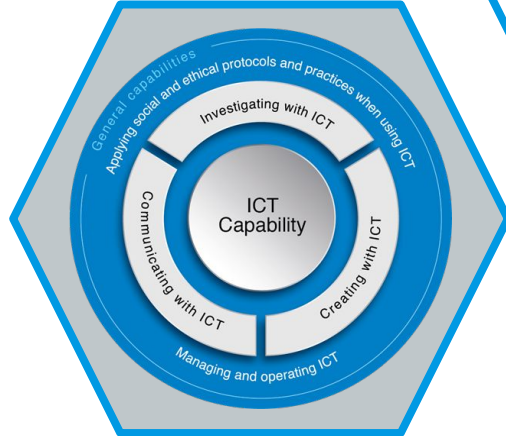 General capabilities
Applying social and ethical protocols and practices when using ICT
Investigating with ICT
Communicating with ICT
Creating with ICT
ICT
Capability
Managing and operating ICT